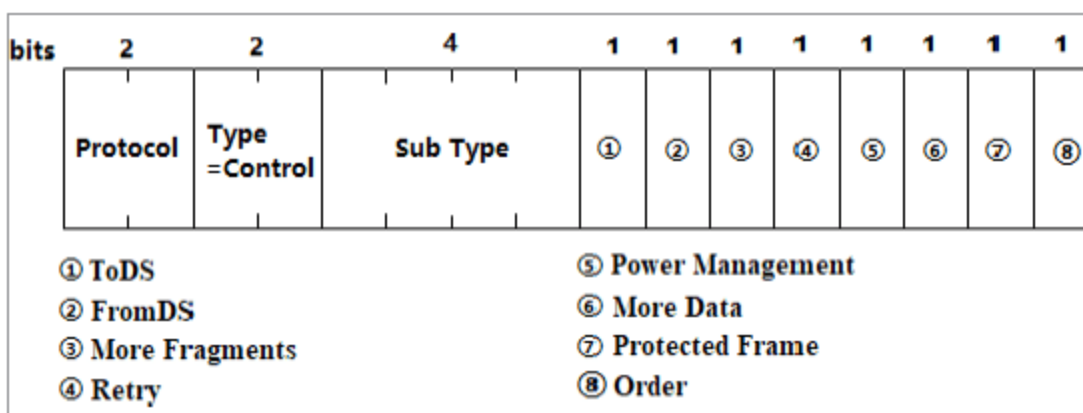 bits 2 2 4 1 1 1 1 1 1 1 1
Protocol Type =Control Sub Type ① ② ③ ④ ⑤ ⑥ ⑦ ⑧
① ToDS
② FromDS
③ More Fragments
④ Retry
⑤ Power Management
⑥ More Data
⑦ Protected Frame
⑧ Order